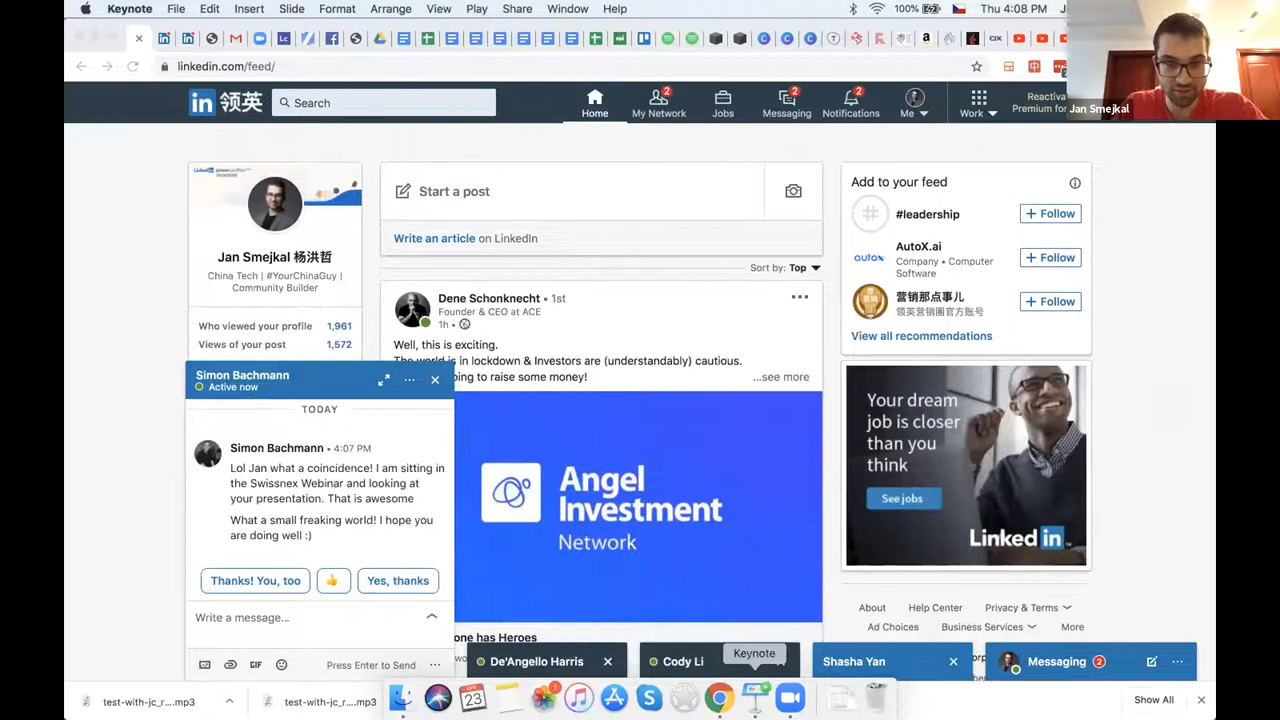 Keynote File Edit Insert Slide Format Arrange View Play Share Window Help
100% Thu 4:08 PM
Jan Smejkal
linkedin.com/feed/
in 领英 Search
Home My Network Jobs Messaging Notifications Me Work
2 2 2
Reactiva
Premium fo
Jan Smejkal 杨洪哲
China Tech | #YourChinaGuy |
Community Builder
Who viewed your profile 1,961
Views of your post 1,572
Start a post
Write an article on LinkedIn
Sort by: Top
Dene Schonknecht • 1st
Founder & CEO at ACE
1h •
Well, this is exciting.
The world is in lockdown & Investors are (understandably) cautious.
oing to raise some money!
...see more
Angel
Investment
Network
one has Heroes
Add to your feed
#leadership
+ Follow
AutoX.ai
Company • Computer
Software
+ Follow
autox
营销那点事儿
领英营销圈官方账号
+ Follow
View all recommendations
Your dream
job is closer
than you
think
See jobs
Linked in
About Help Center Privacy & Terms
Ad Choices Business Services More
Simon Bachmann
Active now
TODAY
Simon Bachmann • 4:07 PM
Lol Jan what a coincidence! I am sitting in
the Swissnex Webinar and looking at
your presentation. That is awesome
What a small freaking world! I hope you
are doing well :)
Thanks! You, too
Yes, thanks
Write a message...
GIF
Press Enter to Send
De'Angello Harris
Cody Li
Keynote
Shasha Yan
Messaging 2
test-with-jc_r....mp3
test-with-jc_r....mp3
23
Show All